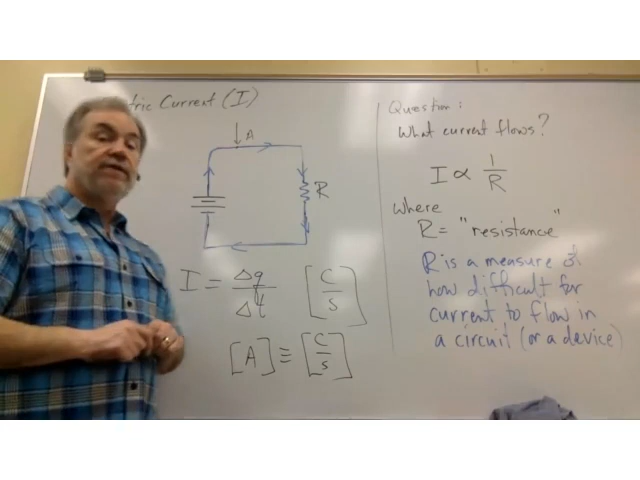 tric Current (I)
A
R
I = Δq/Δt [C/s]
[A] ≡ [C/s]
Question:
What current flows?
I ∝ 1/R
where
R = "resistance"
R is a measure of
how difficult for
current to flow in
a circuit (or a device)